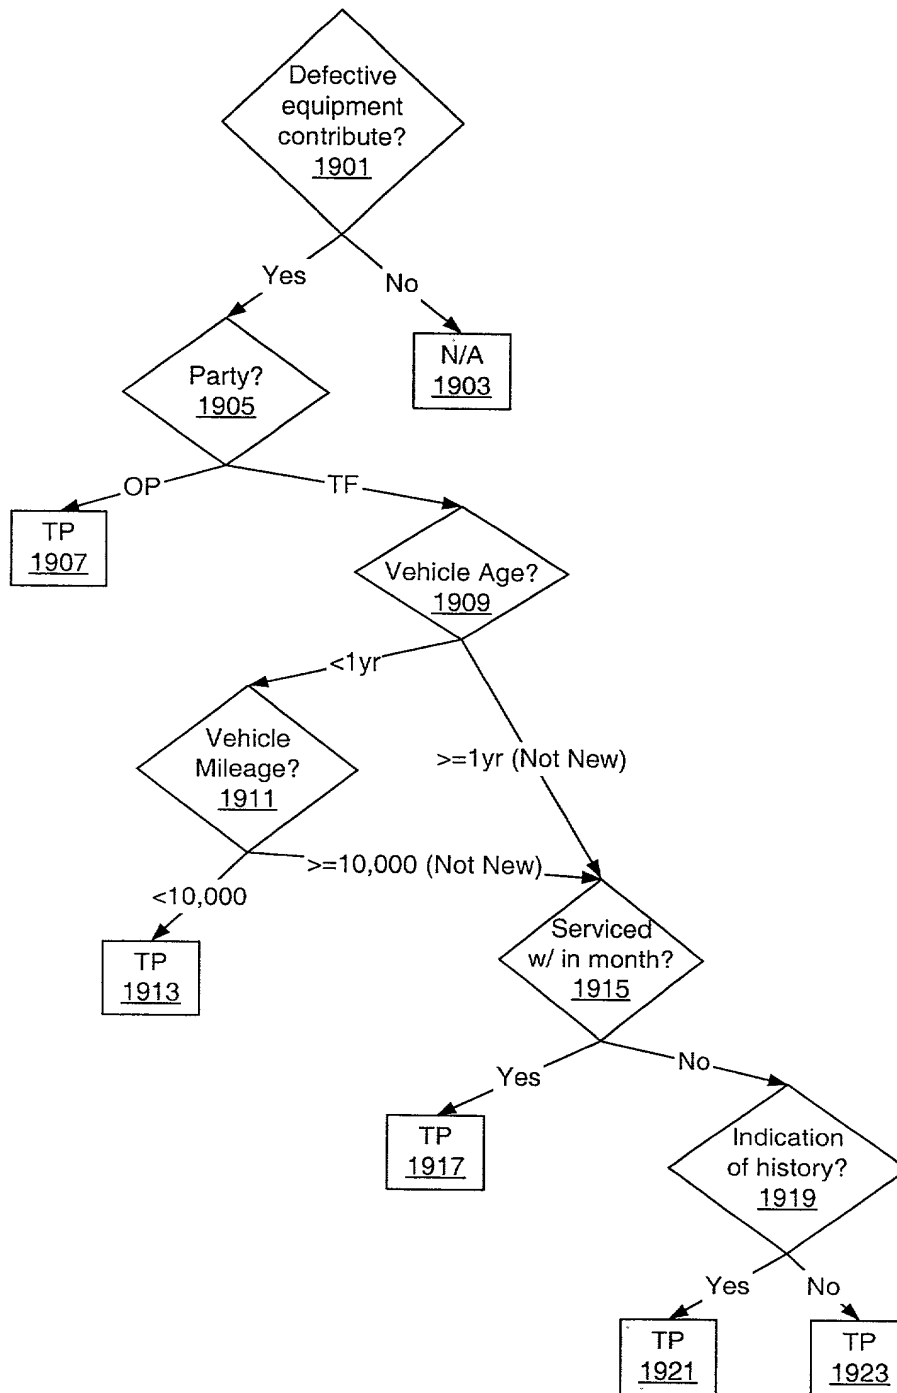 Defective
equipment
contribute?
1901
Yes
No
N/A
1903
Party?
1905
OP
TF
TP
1907
Vehicle Age?
1909
<1yr
>=1yr (Not New)
Vehicle
Mileage?
1911
>=10,000 (Not New)
<10,000
TP
1913
Serviced
w/ in month?
1915
Yes
No
TP
1917
Indication
of history?
1919
Yes
No
TP
1921
TP
1923